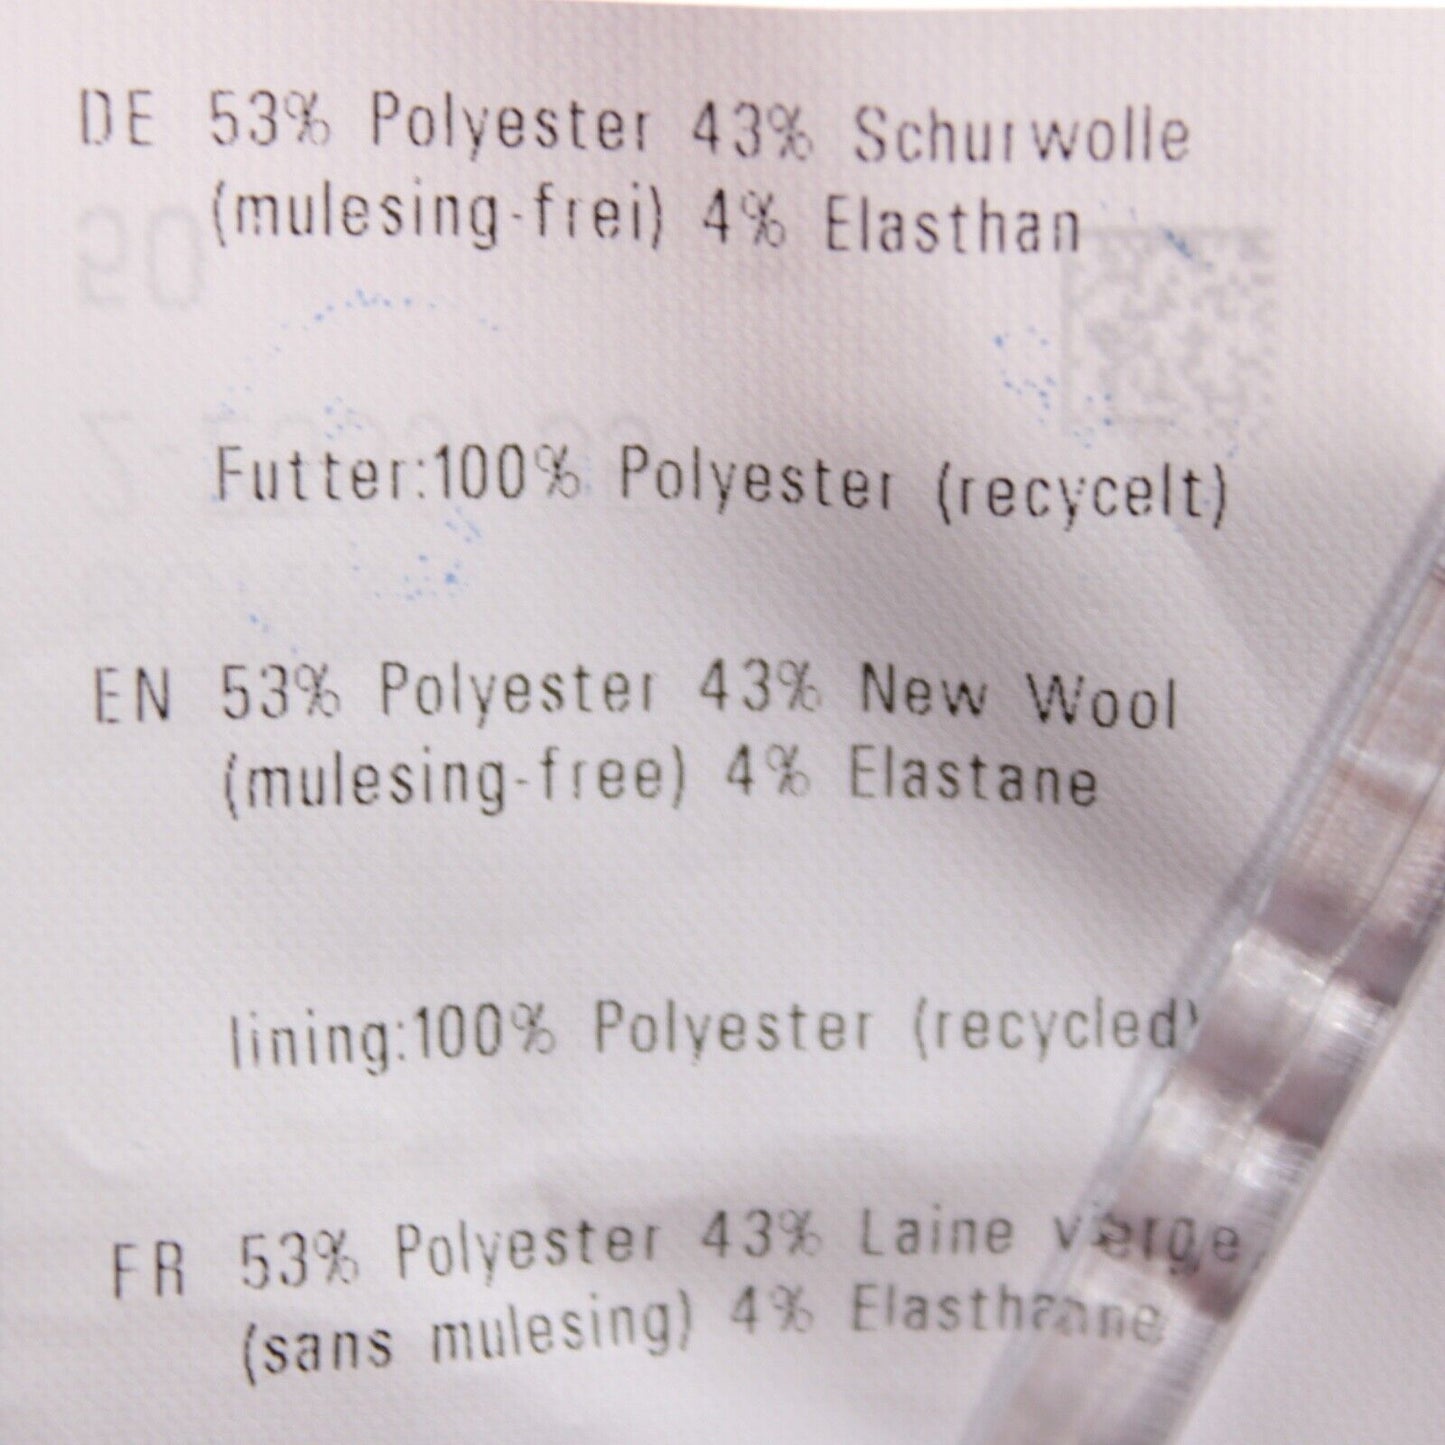 DE 53% Polyester 43% Schurwolle
(mulesing-frei) 4% Elasthan
Futter:100% Polyester (recycelt)
EN 53% Polyester 43% New Wool
(mulesing-free) 4% Elastane
lining:100% Polyester (recycled)
FR 53% Polyester 43% Laine vierge
(sans mulesing) 4% Elasthanne